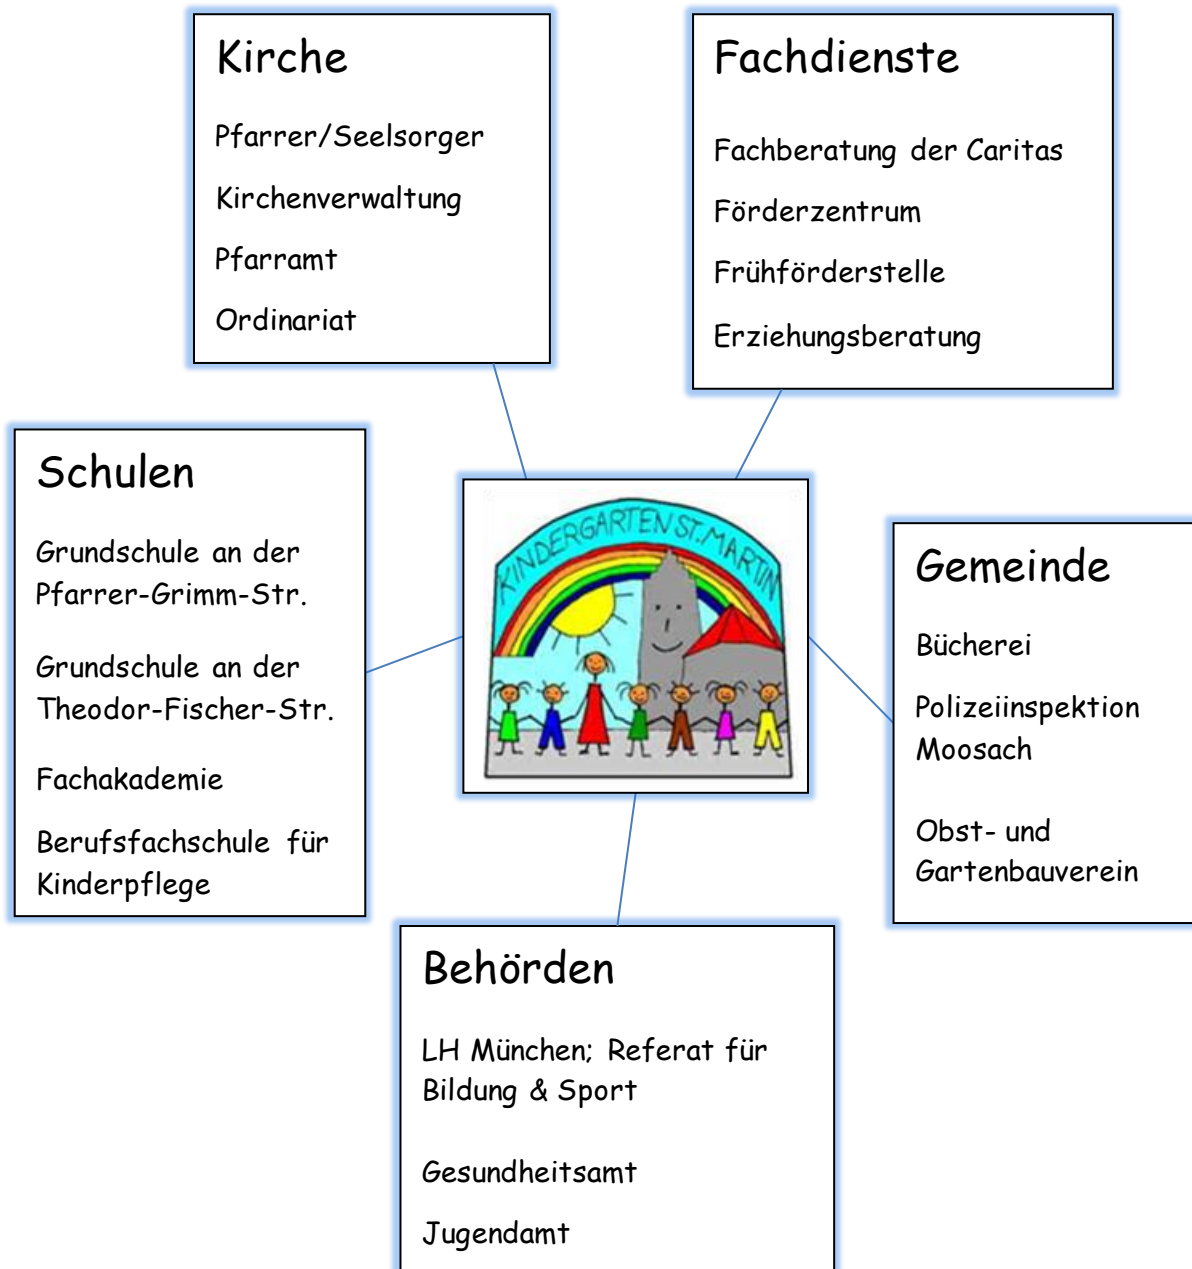 Kirche
Pfarrer/Seelsorger
Kirchenverwaltung
Pfarramt
Ordinariat
Fachdienste
Fachberatung der Caritas
Förderzentrum
Frühförderstelle
Erziehungsberatung
Schulen
Grundschule an der
Pfarrer-Grimm-Str.
Grundschule an der
Theodor-Fischer-Str.
Fachakademie
Berufsfachschule für
Kinderpflege
KINDERGARTEN ST. MARTIN
Gemeinde
Bücherei
Polizeiinspektion
Moosach
Obst- und
Gartenbauverein
Behörden
LH München; Referat für
Bildung & Sport
Gesundheitsamt
Jugendamt